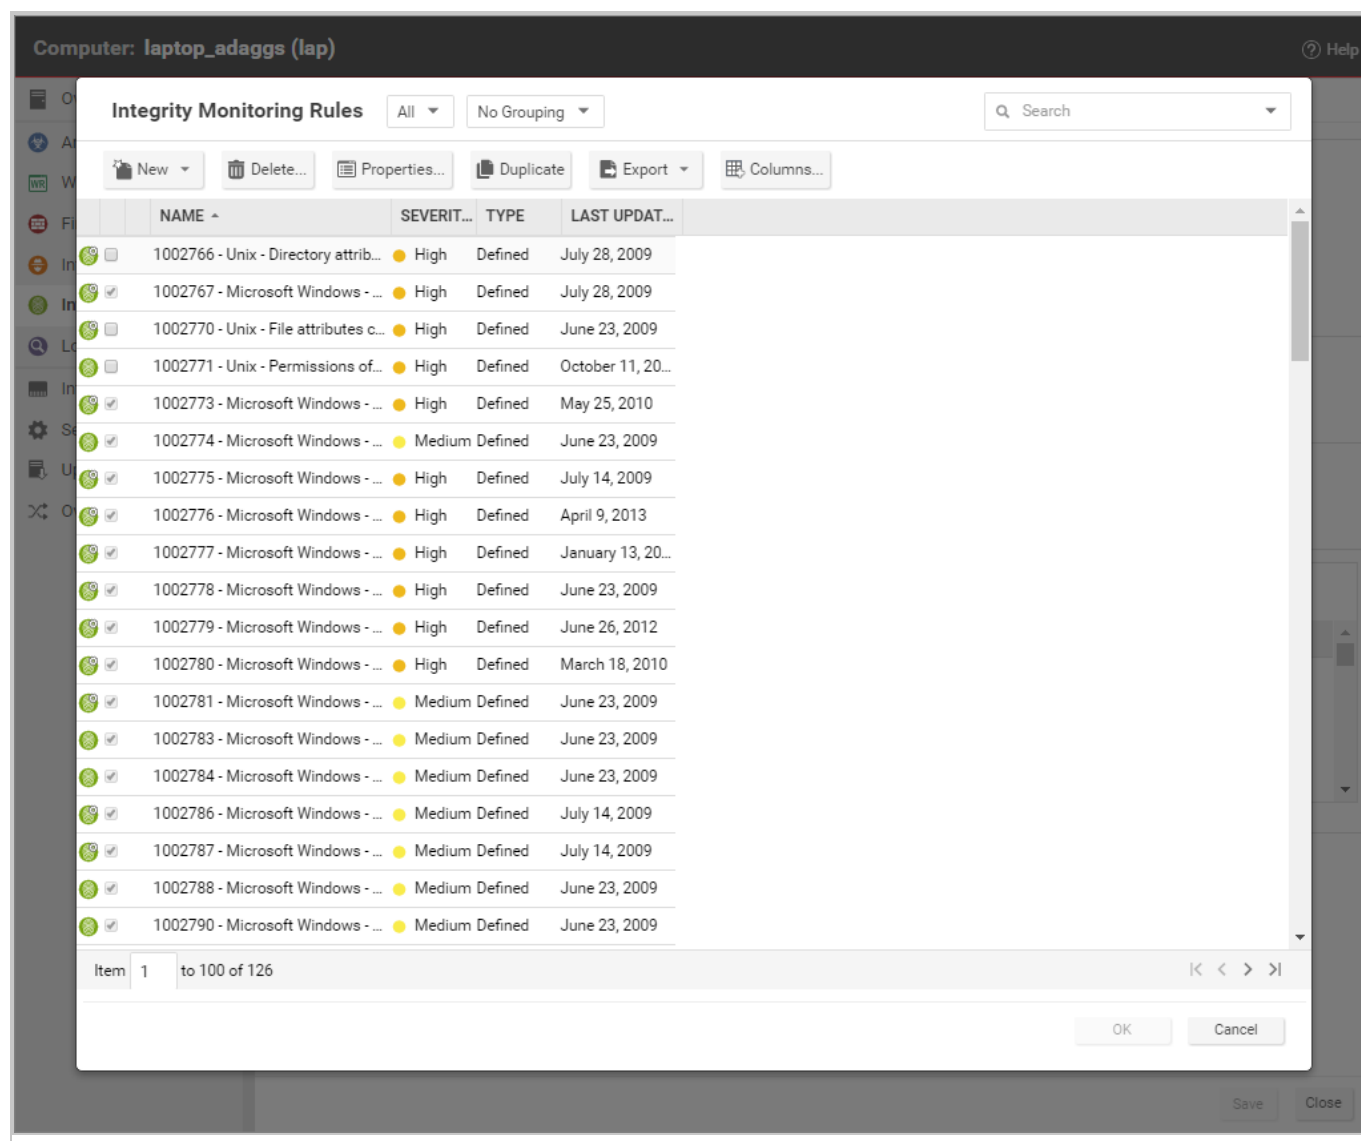 Computer: laptop_adaggs (lap)
Help
Integrity Monitoring Rules All No Grouping Search
New Delete... Properties... Duplicate Export Columns...
NAME SEVERIT... TYPE LAST UPDAT...
1002766 - Unix - Directory attrib... High Defined July 28, 2009
1002767 - Microsoft Windows - ... High Defined July 28, 2009
1002770 - Unix - File attributes c... High Defined June 23, 2009
1002771 - Unix - Permissions of... High Defined October 11, 20...
1002773 - Microsoft Windows - ... High Defined May 25, 2010
1002774 - Microsoft Windows - ... Medium Defined June 23, 2009
1002775 - Microsoft Windows - ... High Defined July 14, 2009
1002776 - Microsoft Windows - ... High Defined April 9, 2013
1002777 - Microsoft Windows - ... High Defined January 13, 20...
1002778 - Microsoft Windows - ... High Defined June 23, 2009
1002779 - Microsoft Windows - ... High Defined June 26, 2012
1002780 - Microsoft Windows - ... High Defined March 18, 2010
1002781 - Microsoft Windows - ... Medium Defined June 23, 2009
1002783 - Microsoft Windows - ... Medium Defined June 23, 2009
1002784 - Microsoft Windows - ... Medium Defined June 23, 2009
1002786 - Microsoft Windows - ... Medium Defined July 14, 2009
1002787 - Microsoft Windows - ... Medium Defined July 14, 2009
1002788 - Microsoft Windows - ... Medium Defined June 23, 2009
1002790 - Microsoft Windows - ... Medium Defined June 23, 2009
Item 1 to 100 of 126
OK Cancel
Save Close